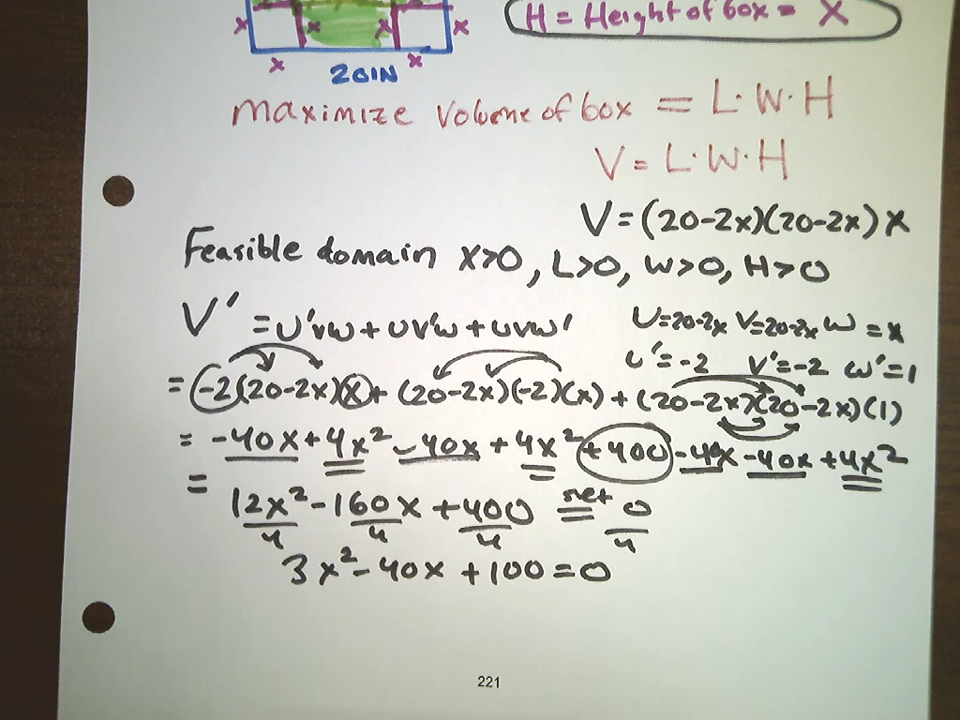 H = Height of box = X
x x x x
x x
20IN
Maximize Volume of box = L·W·H
V = L·W·H
V = (20-2x)(20-2x) x
Feasible domain x>0, L>0, W>0, H>0
V' = u'vw + uv'w + uvw' U=20-2x V=20-2x W = x
u'=-2 v'=-2 w'=1
= -2(20-2x)(x) + (20-2x)(-2)(x) + (20-2x)(20-2x)(1)
= -40x + 4x² - 40x + 4x² + 400 - 40x - 40x + 4x²
=
12x² - 160x + 400 set = 0
4 4 4 4
3x² - 40x + 100 = 0
221